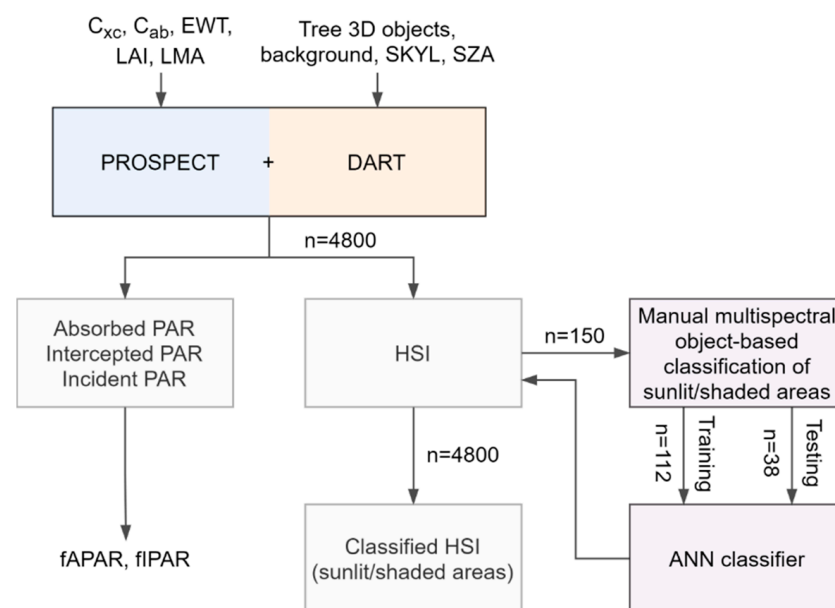 Cxc, Cab, EWT,
LAI, LMA
Tree 3D objects,
background, SKYL, SZA
PROSPECT + DART
n=4800
Absorbed PAR
Intercepted PAR
Incident PAR
HSI
n=150
Manual multispectral
object-based
classification of
sunlit/shaded areas
n=4800
n=112
Training
n=38
Testing
fAPAR, fIPAR
Classified HSI
(sunlit/shaded areas)
ANN classifier